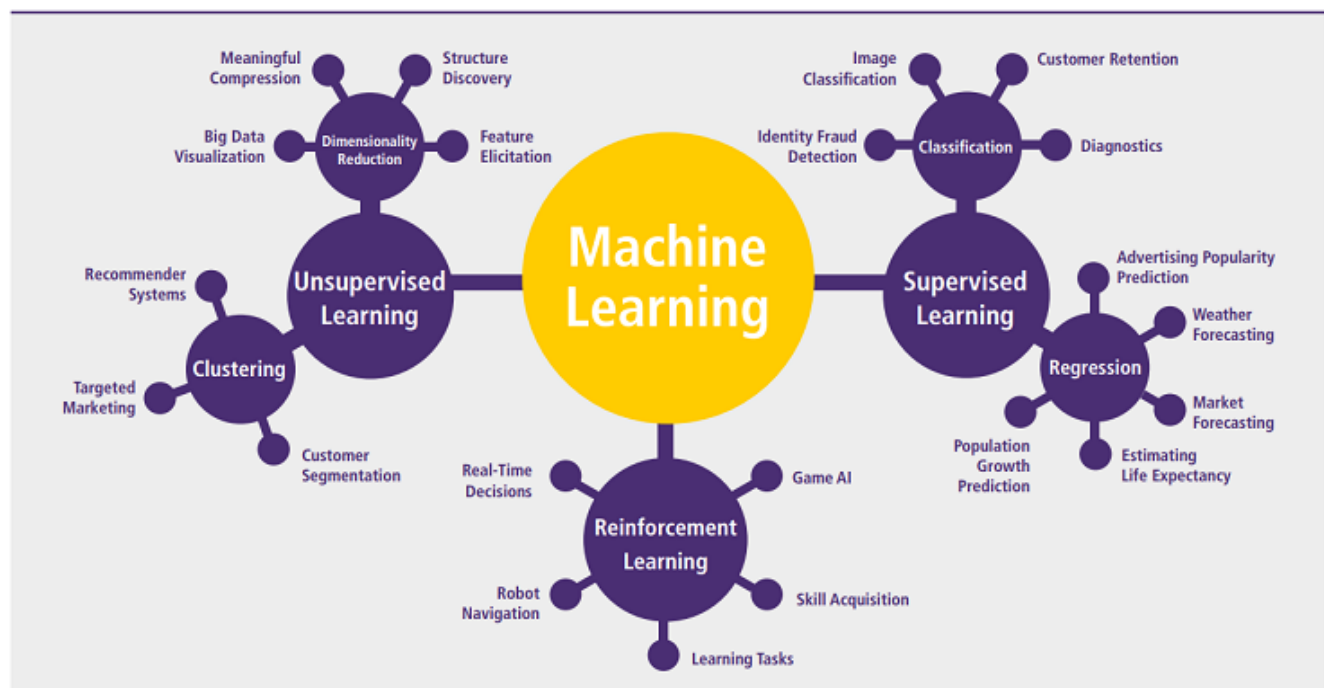 Machine
Learning
Unsupervised
Learning
Dimensionality
Reduction
Meaningful
Compression
Structure
Discovery
Big Data
Visualization
Feature
Elicitation
Clustering
Recommender
Systems
Targeted
Marketing
Customer
Segmentation
Supervised
Learning
Classification
Image
Classification
Customer Retention
Identity Fraud
Detection
Diagnostics
Regression
Advertising Popularity
Prediction
Weather
Forecasting
Market
Forecasting
Estimating
Life Expectancy
Population
Growth
Prediction
Reinforcement
Learning
Real-Time
Decisions
Game AI
Robot
Navigation
Skill Acquisition
Learning Tasks